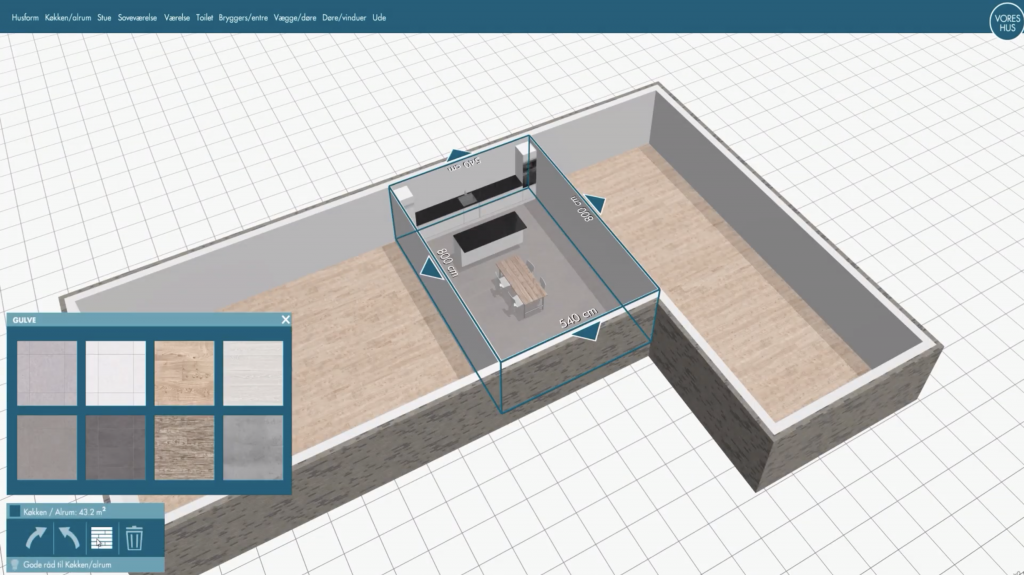 Husform Køkken/alrum Stue Soveværelse Værelse Toilet Bryggers/entre Vægge/døre Døre/vinduer Ude
VORES
HUS
540 cm
800 cm
800 cm
540 cm
GULVE
Køkken / Alrum: 43.2 m²
Gode råd til Køkken/alrum